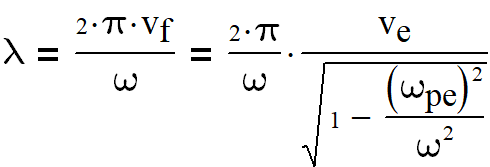 λ = 2·π·v_f / ω = 2·π / ω · v_e / √(1 − (ω_pe)² / ω²)